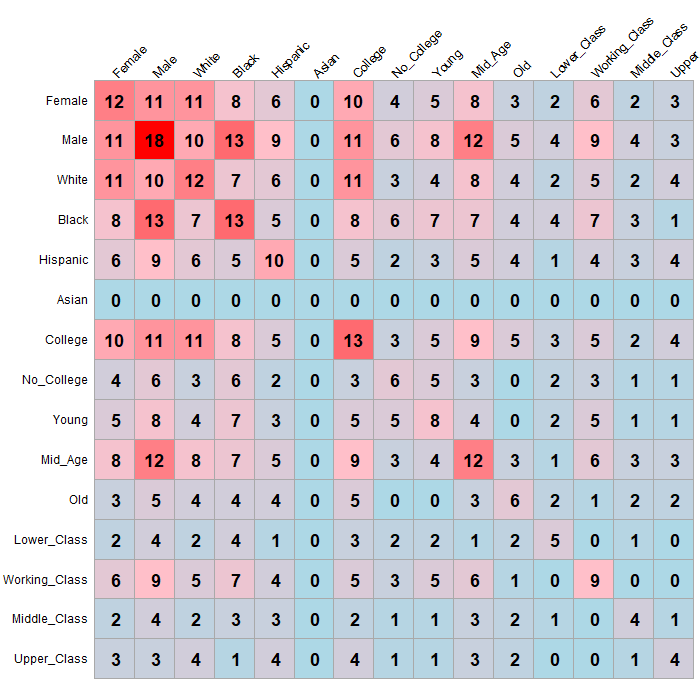 Female Male White Black Hispanic Asian College No_College Young Mid_Age Old Lower_Class Working_Class Middle_Class Upper
Female 12 11 11 8 6 0 10 4 5 8 3 2 6 2 3
Male 11 18 10 13 9 0 11 6 8 12 5 4 9 4 3
White 11 10 12 7 6 0 11 3 4 8 4 2 5 2 4
Black 8 13 7 13 5 0 8 6 7 7 4 4 7 3 1
Hispanic 6 9 6 5 10 0 5 2 3 5 4 1 4 3 4
Asian 0 0 0 0 0 0 0 0 0 0 0 0 0 0 0
College 10 11 11 8 5 0 13 3 5 9 5 3 5 2 4
No_College 4 6 3 6 2 0 3 6 5 3 0 2 3 1 1
Young 5 8 4 7 3 0 5 5 8 4 0 2 5 1 1
Mid_Age 8 12 8 7 5 0 9 3 4 12 3 1 6 3 3
Old 3 5 4 4 4 0 5 0 0 3 6 2 1 2 2
Lower_Class 2 4 2 4 1 0 3 2 2 1 2 5 0 1 0
Working_Class 6 9 5 7 4 0 5 3 5 6 1 0 9 0 0
Middle_Class 2 4 2 3 3 0 2 1 1 3 2 1 0 4 1
Upper_Class 3 3 4 1 4 0 4 1 1 3 2 0 0 1 4